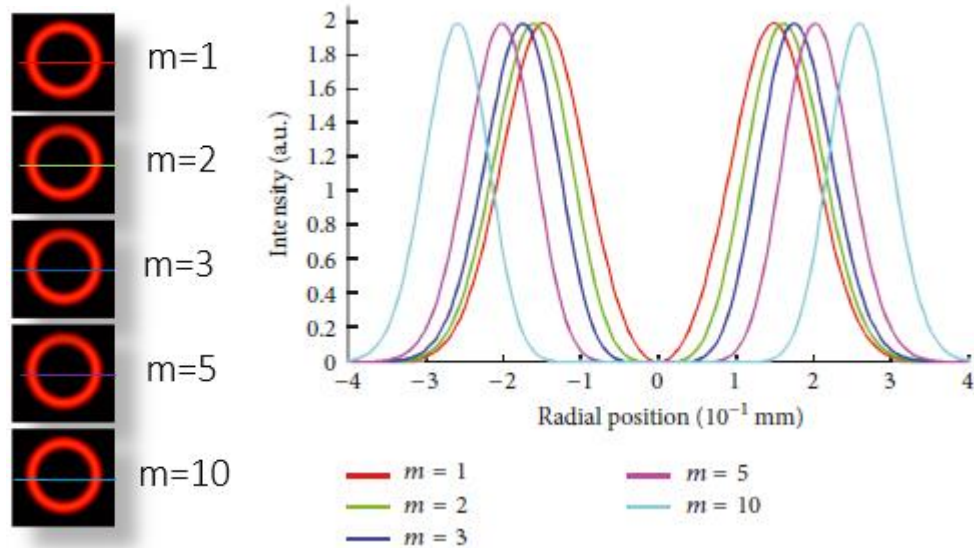 m=1
m=2
m=3
m=5
m=10
Intensity (a.u.)
2
1.8
1.6
1.4
1.2
1
0.8
0.6
0.4
0.2
0
−4 −3 −2 −1 0 1 2 3 4
Radial position (10⁻¹ mm)
m = 1
m = 2
m = 3
m = 5
m = 10